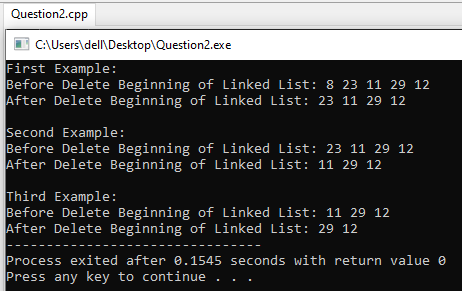 Question2.cpp
C:\Users\dell\Desktop\Question2.exe
First Example:
Before Delete Beginning of Linked List: 8 23 11 29 12
After Delete Beginning of Linked List: 23 11 29 12
Second Example:
Before Delete Beginning of Linked List: 23 11 29 12
After Delete Beginning of Linked List: 11 29 12
Third Example:
Before Delete Beginning of Linked List: 11 29 12
After Delete Beginning of Linked List: 29 12
--------------------------------
Process exited after 0.1545 seconds with return value 0
Press any key to continue . . .